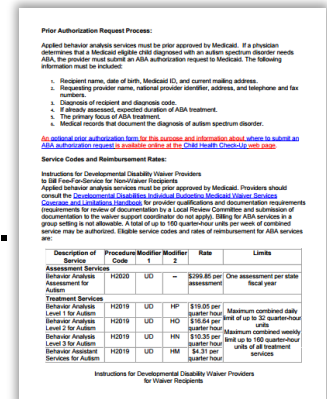 Prior Authorization Request Process:
Applied behavior analysis services must be prior approved by Medicaid. If a physician
determines that a Medicaid eligible child diagnosed with an autism spectrum disorder needs
ABA, the provider must submit an ABA authorization request to Medicaid. The following
information must be included:
1. Recipient name, date of birth, Medicaid ID, and current mailing address.
2. Requesting provider name, national provider identifier, address, and telephone and fax
numbers.
3. Diagnosis of recipient and diagnosis code.
4. If already assessed, expected duration of ABA treatment.
5. The primary focus of ABA treatment.
6. Medical records that document the diagnosis of autism spectrum disorder.
An optional prior authorization form for this purpose and information about where to submit an
ABA authorization request is available online at the Child Health Check-Up web page.
Service Codes and Reimbursement Rates:
Instructions for Developmental Disability Waiver Providers
to Bill Fee-For-Service for Non-Waiver Recipients
Applied behavior analysis services must be prior approved by Medicaid. Providers should
consult the Developmental Disabilities Individual Budgeting Medicaid Waiver Services
Coverage and Limitations Handbook for provider qualifications and documentation requirements
(requirements for review of documentation by a Local Review Committee and submission of
documentation to the waiver support coordinator do not apply). Billing for ABA services in a
group setting is not allowable. A total of up to 160 quarter-hour units per week of combined
service may be authorized. Eligible service codes and rates of reimbursement for ABA services
are:
Description of Service Procedure Code Modifier 1 Modifier 2 Rate Limits
Assessment Services
Behavior Analysis Assessment for Autism H2020 UD – $299.85 per assessment One assessment per state fiscal year
Treatment Services
Behavior Analysis Level 1 for Autism H2019 UD HP $19.05 per quarter hour Maximum combined daily limit of up to 32 quarter-hour units
Behavior Analysis Level 2 for Autism H2019 UD HO $16.64 per quarter hour
Behavior Analysis Level 3 for Autism H2019 UD HN $10.35 per quarter hour Maximum combined weekly limit up to 160 quarter-hour units of all treatment services
Behavior Assistant Services for Autism H2019 UD HM $4.31 per quarter hour
Instructions for Developmental Disability Waiver Providers
for Waiver Recipients